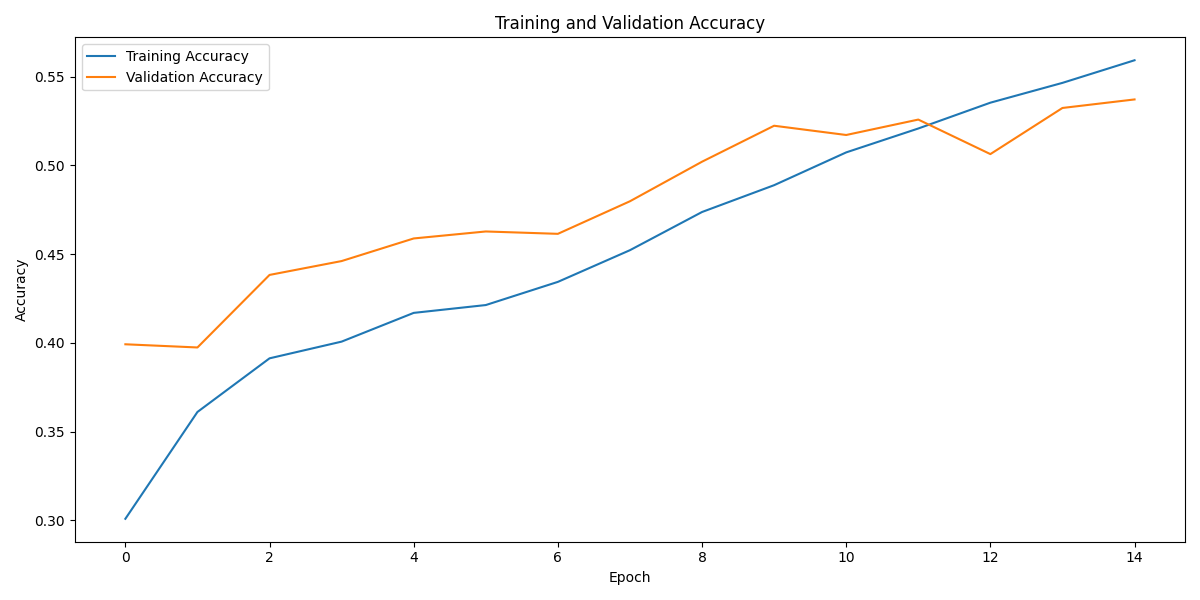 Training and Validation Accuracy
Training Accuracy
Validation Accuracy
0.55
0.50
0.45
0.40
0.35
0.30
Accuracy
0 2 4 6 8 10 12 14
Epoch